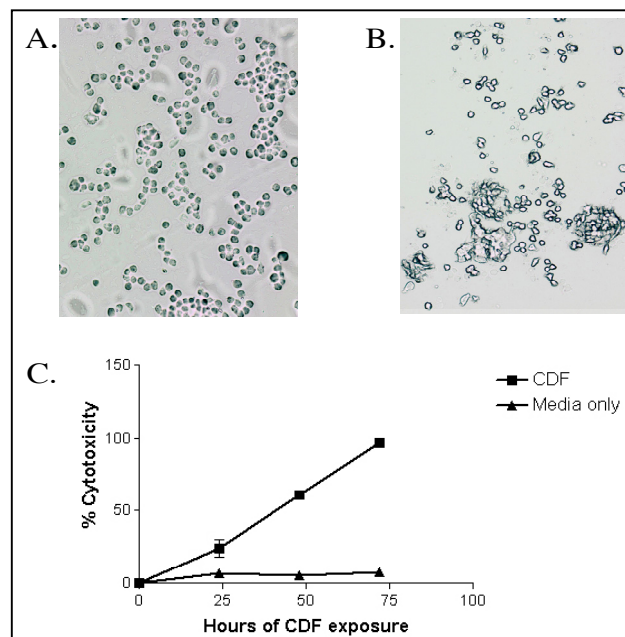 A.
B.
C.
150
100
50
0
% Cytotoxicity
0 25 50 75 100
Hours of CDF exposure
CDF
Media only